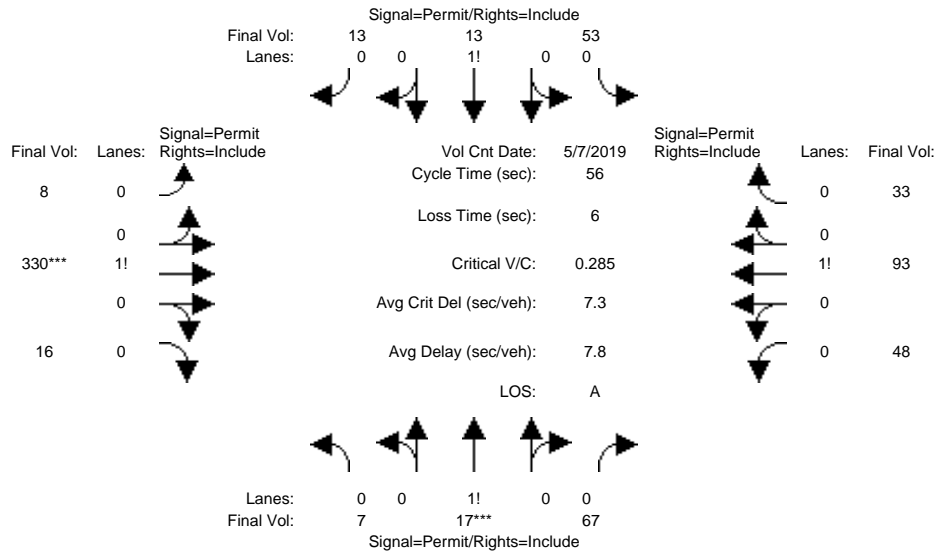 Signal=Permit/Rights=Include
Final Vol: 13 13 53
Lanes: 0 0 1! 0 0
Signal=Permit Signal=Permit
Final Vol: Lanes: Rights=Include Vol Cnt Date: 5/7/2019 Rights=Include Lanes: Final Vol:
Cycle Time (sec): 56
8 0 0 33
Loss Time (sec): 6
0 0
330*** 1! Critical V/C: 0.285 1! 93
0 Avg Crit Del (sec/veh): 7.3 0
16 0 Avg Delay (sec/veh): 7.8 0 48
LOS: A
Lanes: 0 0 1! 0 0
Final Vol: 7 17*** 67
Signal=Permit/Rights=Include